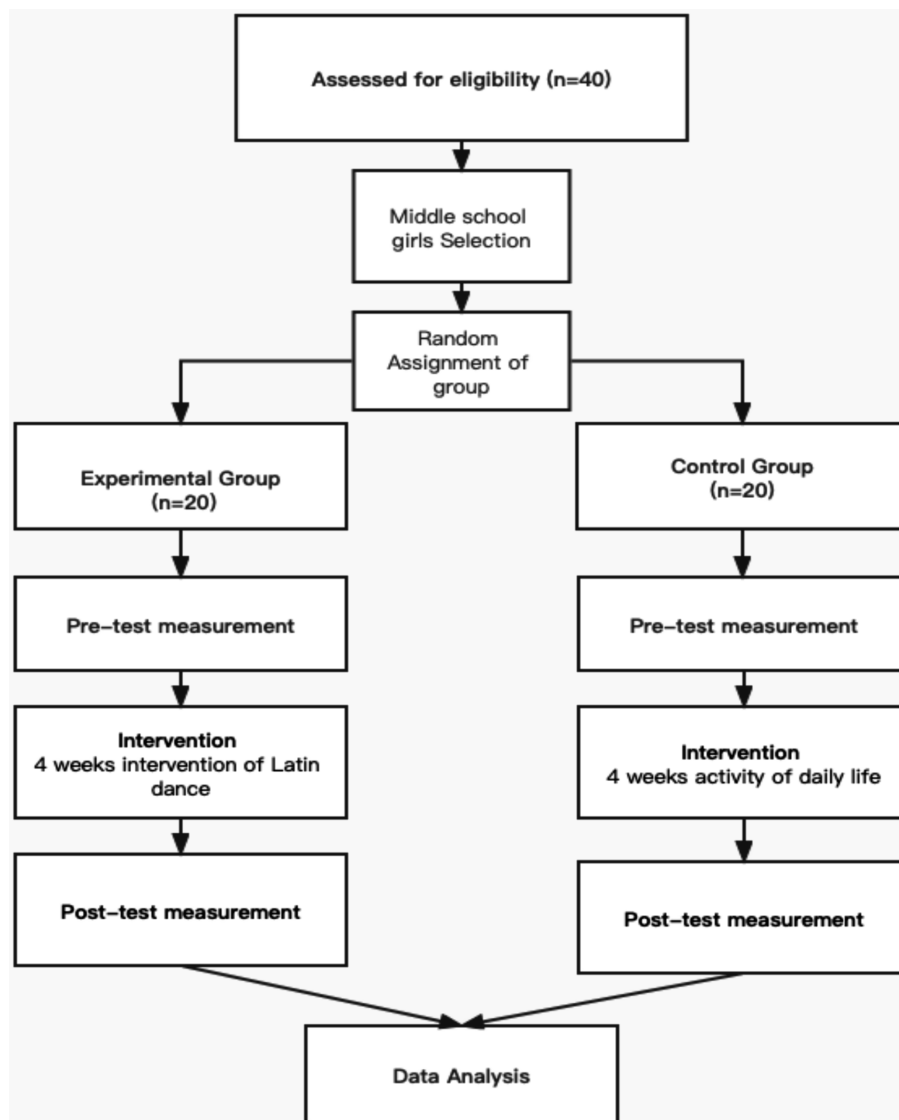 Assessed for eligibility (n=40)
Middle school
girls Selection
Random
Assignment of
group
Experimental Group
(n=20)
Control Group
(n=20)
Pre-test measurement
Pre-test measurement
Intervention
4 weeks intervention of Latin
dance
Intervention
4 weeks activity of daily life
Post-test measurement
Post-test measurement
Data Analysis